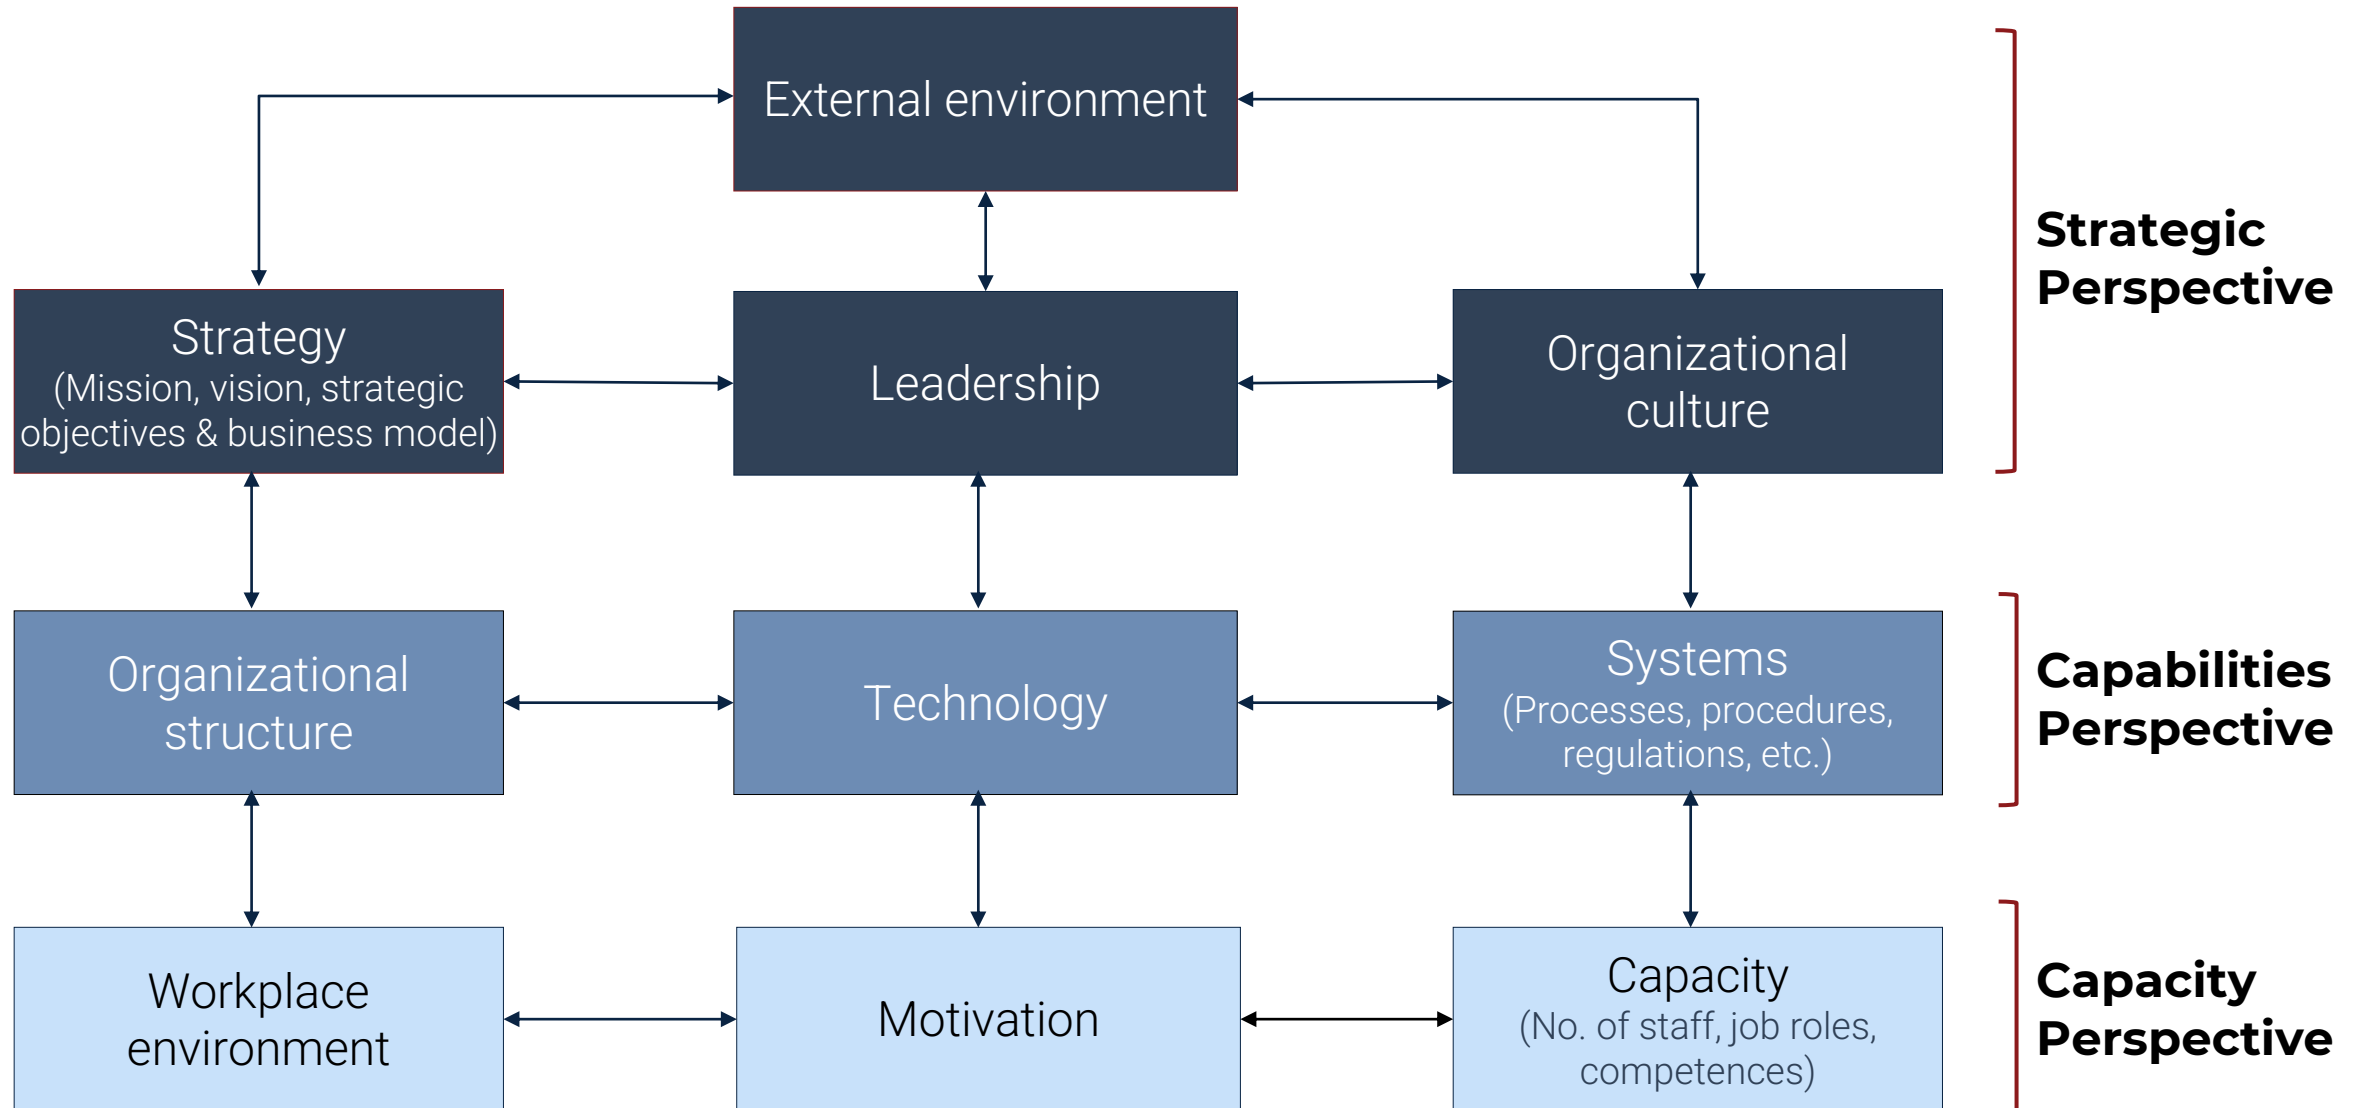 External environment
Strategic
Perspective
Strategy
(Mission, vision, strategic
objectives & business model)
Leadership
Organizational
culture
Organizational
structure
Technology
Systems
(Processes, procedures,
regulations, etc.)
Capabilities
Perspective
Workplace
environment
Motivation
Capacity
(No. of staff, job roles,
competences)
Capacity
Perspective